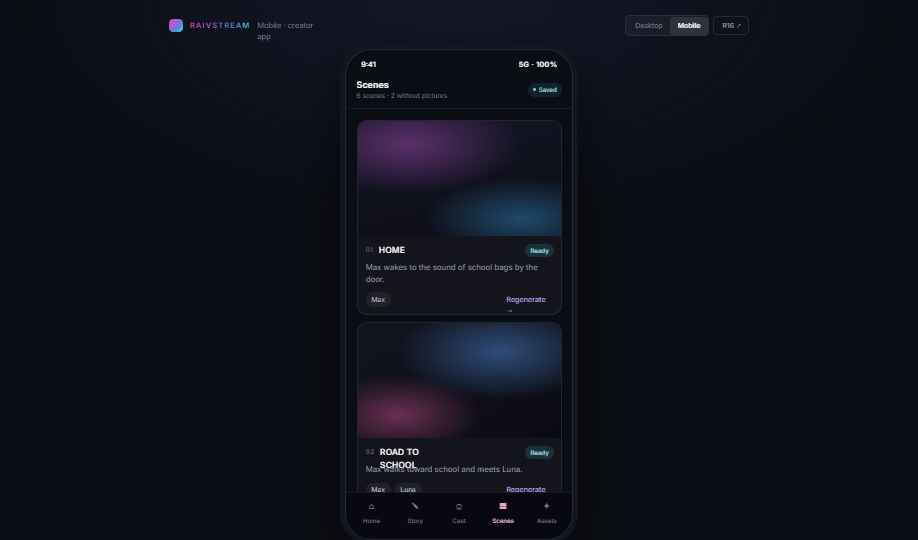 RAIVSTREAM
Mobile · creator
app
Desktop
Mobile
R16 ↗
9:41
5G · 100%
Scenes
6 scenes · 2 without pictures
Saved
01 HOME
Ready
Max wakes to the sound of school bags by the
door.
Max
Regenerate
→
02 ROAD TO
SCHOOL
Ready
Max walks toward school and meets Luna.
Max
Luna
Regenerate
Home
Story
Cast
Scenes
Assets